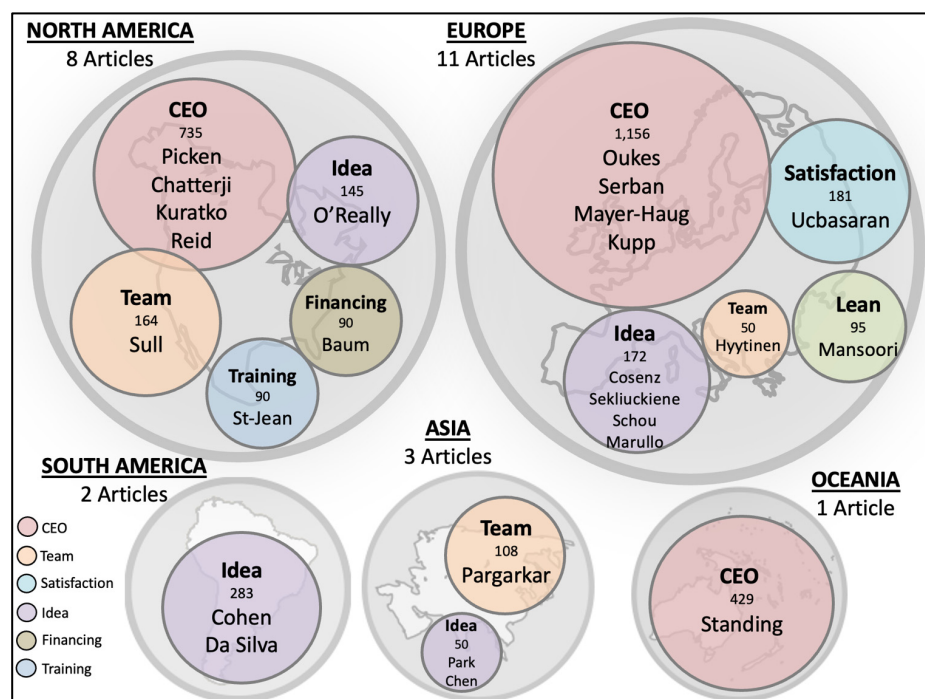 NORTH AMERICA
8 Articles
CEO
735
Picken
Chatterji
Kuratko
Reid
Idea
145
O'Really
Team
164
Sull
Financing
90
Baum
Training
90
St-Jean
EUROPE
11 Articles
CEO
1,156
Oukes
Serban
Mayer-Haug
Kupp
Satisfaction
181
Ucbasaran
Idea
172
Cosenz
Sekliuckiene
Schou
Marullo
Team
50
Hyytinen
Lean
95
Mansoori
SOUTH AMERICA
2 Articles
Idea
283
Cohen
Da Silva
ASIA
3 Articles
Team
108
Pargarkar
Idea
50
Park
Chen
OCEANIA
1 Article
CEO
429
Standing
CEO
Team
Satisfaction
Idea
Financing
Training